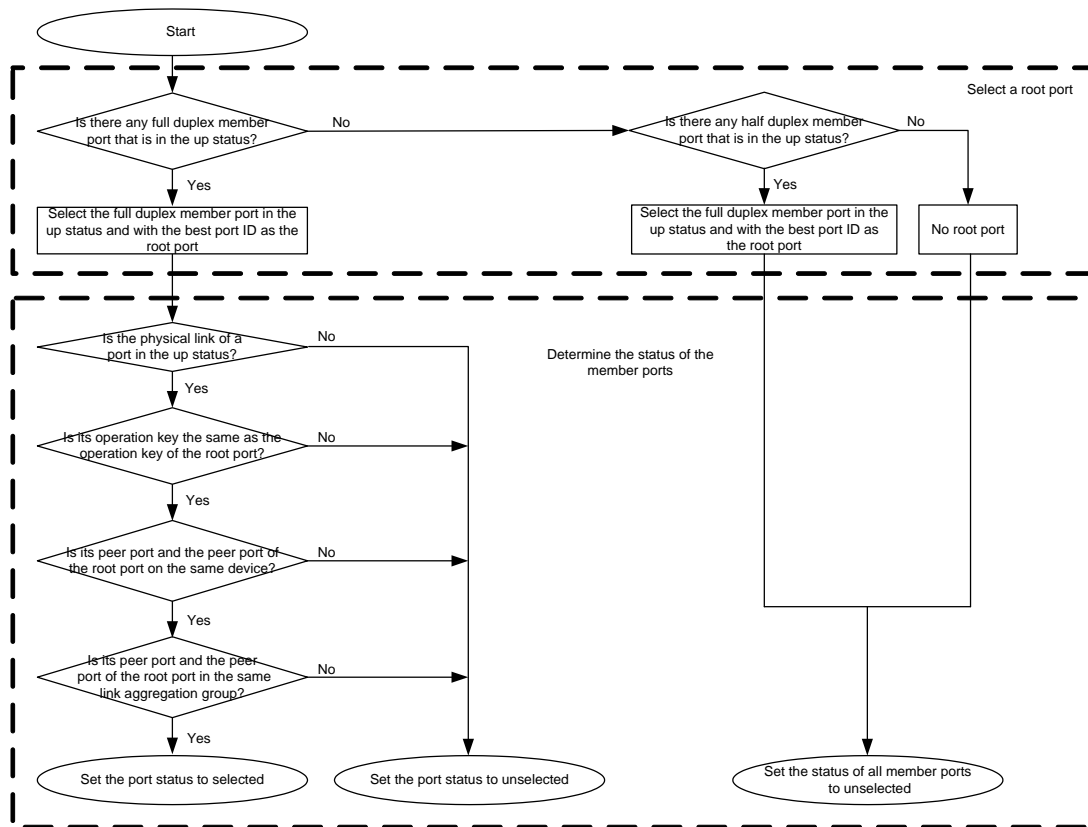 Start
Select a root port
Is there any full duplex member
port that is in the up status?
No
Is there any half duplex member
port that is in the up status?
No
Yes
Yes
Select the full duplex member port in the
up status and with the best port ID as the
root port
Select the full duplex member port in the
up status and with the best port ID as
the root port
No root port
Is the physical link of a
port in the up status?
No
Determine the status of the
member ports
Yes
Is its operation key the same as the
operation key of the root port?
No
Yes
Is its peer port and the peer port of
the root port on the same device?
No
Yes
Is its peer port and the peer
port of the root port in the same
link aggregation group?
No
Yes
Set the port status to selected
Set the port status to unselected
Set the status of all member ports
to unselected